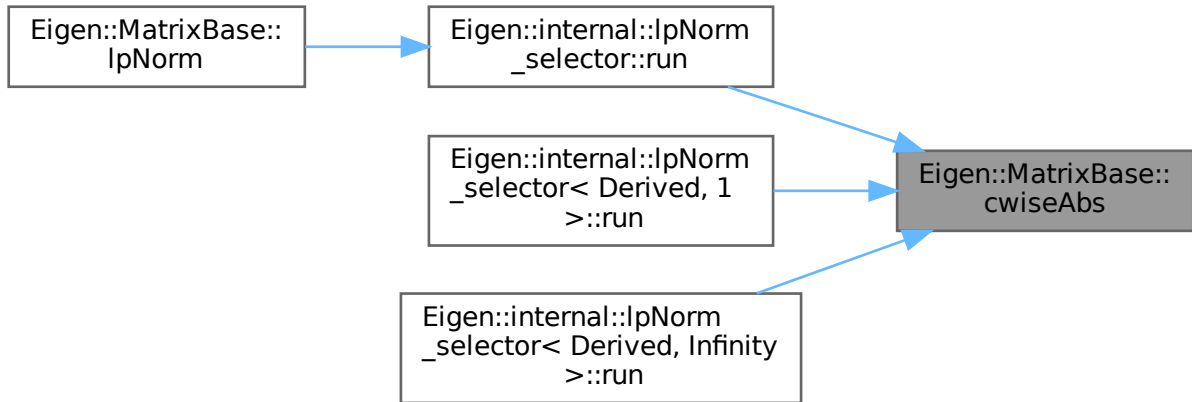 Eigen::MatrixBase::
lpNorm
Eigen::internal::lpNorm
_selector::run
Eigen::internal::lpNorm
_selector< Derived, 1
>::run
Eigen::internal::lpNorm
_selector< Derived, Infinity
>::run
Eigen::MatrixBase::
cwiseAbs